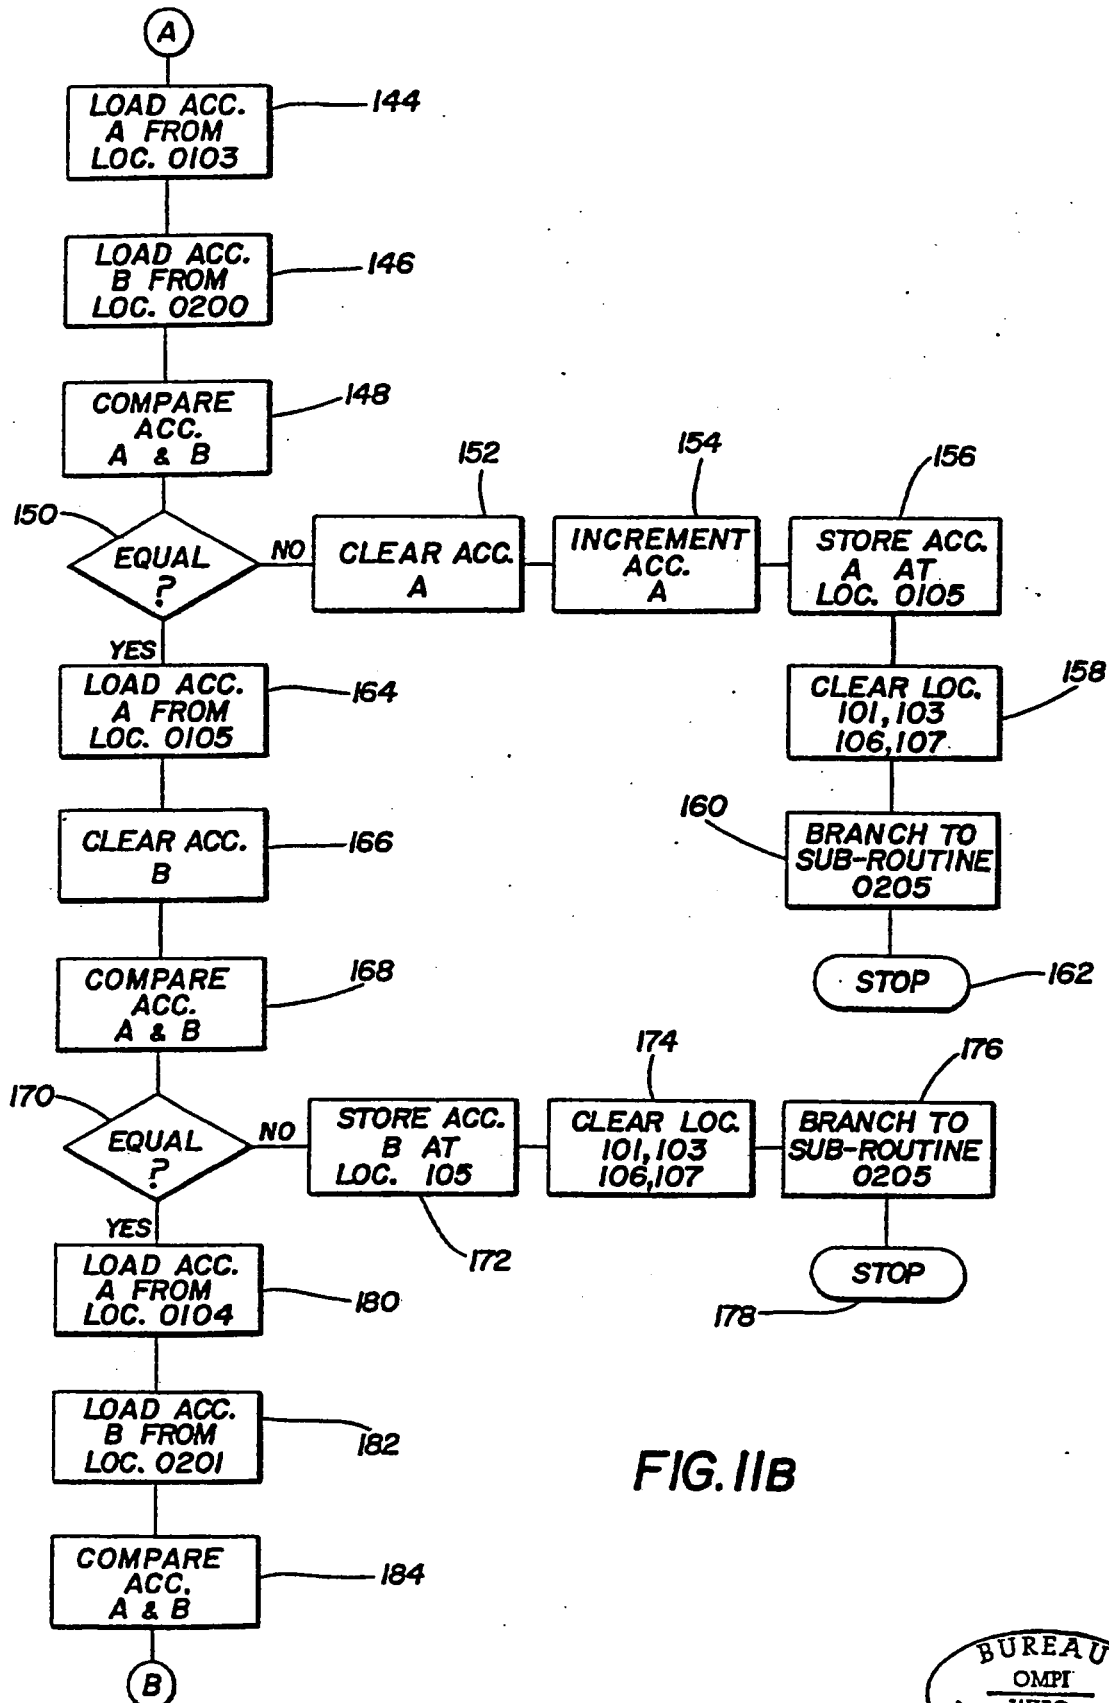 A
LOAD ACC.
A FROM
LOC. 0103
144
LOAD ACC.
B FROM
LOC. 0200
146
COMPARE
ACC.
A & B
148
150
EQUAL
?
NO
152
CLEAR ACC.
A
154
INCREMENT
ACC.
A
156
STORE ACC.
A AT
LOC. 0105
YES
LOAD ACC.
A FROM
LOC. 0105
164
CLEAR LOC.
101,103
106,107
158
CLEAR ACC.
B
166
160
BRANCH TO
SUB-ROUTINE
0205
COMPARE
ACC.
A & B
168
STOP
162
170
EQUAL
?
NO
STORE ACC.
B AT
LOC. 105
172
174
CLEAR LOC.
101,103
106,107
176
BRANCH TO
SUB-ROUTINE
0205
YES
LOAD ACC.
A FROM
LOC. 0104
180
STOP
178
LOAD ACC.
B FROM
LOC. 0201
182
FIG. 11B
COMPARE
ACC.
A & B
184
B
BUREAU
OMPI